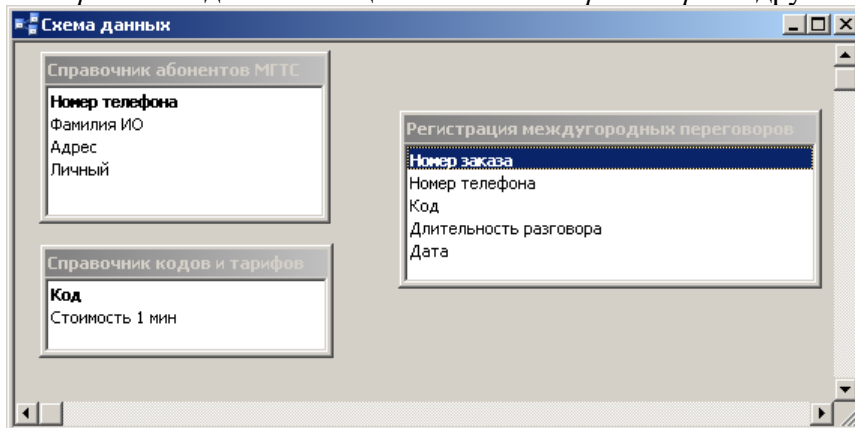 Схема данных
Справочник абонентов МГТС
Номер телефона
Фамилия ИО
Адрес
Личный
Справочник кодов и тарифов
Код
Стоимость 1 мин
Регистрация междугородных переговоров
Номер заказа
Номер телефона
Код
Длительность разговора
Дата